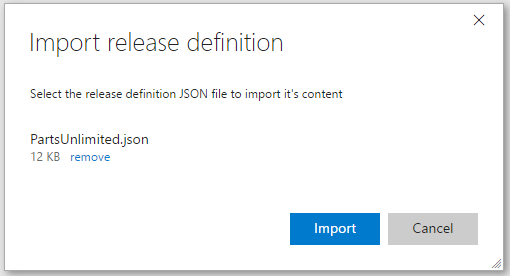 Import release definition
Select the release definition JSON file to import it's content
PartsUnlimited.json
12 KB remove
Import Cancel